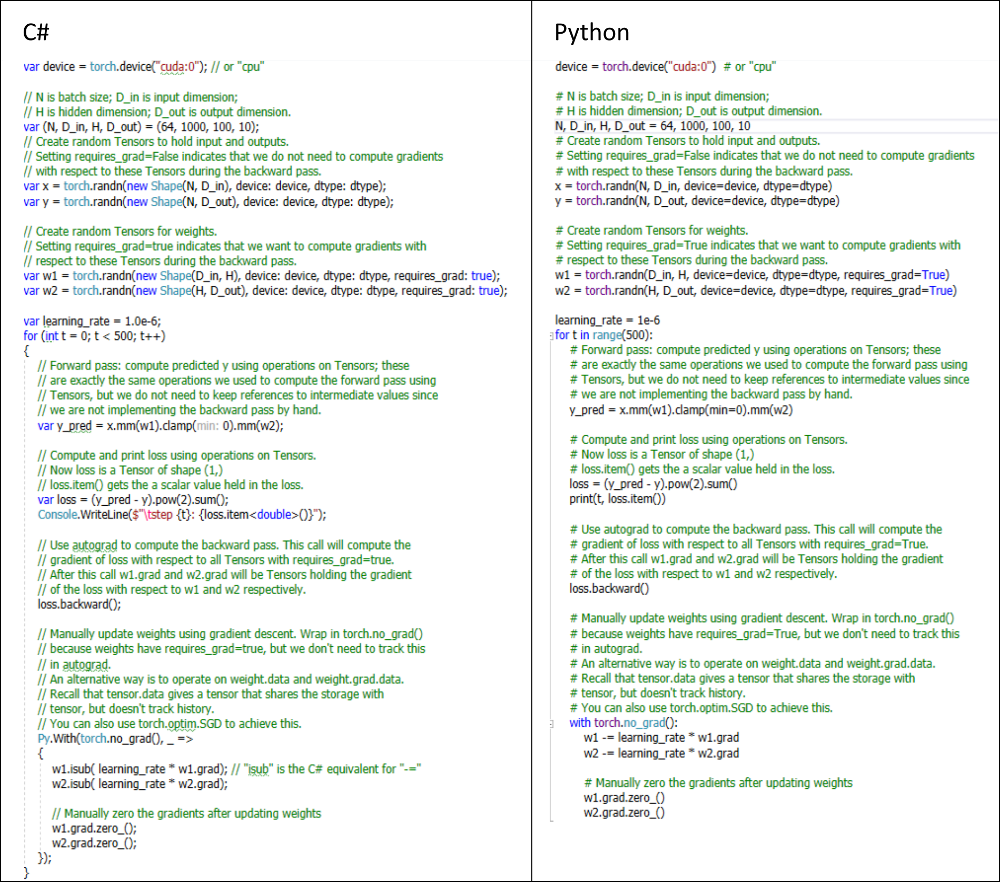 C#
var device = torch.device("cuda:0"); // or "cpu"
// N is batch size; D_in is input dimension;
// H is hidden dimension; D_out is output dimension.
var (N, D_in, H, D_out) = (64, 1000, 100, 10);
// Create random Tensors to hold input and outputs.
// Setting requires_grad=False indicates that we do not need to compute gradients
// with respect to these Tensors during the backward pass.
var x = torch.randn(new Shape(N, D_in), device: device, dtype: dtype);
var y = torch.randn(new Shape(N, D_out), device: device, dtype: dtype);
// Create random Tensors for weights.
// Setting requires_grad=true indicates that we want to compute gradients with
// respect to these Tensors during the backward pass.
var w1 = torch.randn(new Shape(D_in, H), device: device, dtype: dtype, requires_grad: true);
var w2 = torch.randn(new Shape(H, D_out), device: device, dtype: dtype, requires_grad: true);
var learning_rate = 1.0e-6;
for (int t = 0; t < 500; t++)
{
// Forward pass: compute predicted y using operations on Tensors; these
// are exactly the same operations we used to compute the forward pass using
// Tensors, but we do not need to keep references to intermediate values since
// we are not implementing the backward pass by hand.
var y_pred = x.mm(w1).clamp(min: 0).mm(w2);
// Compute and print loss using operations on Tensors.
// Now loss is a Tensor of shape (1,)
// loss.item() gets the a scalar value held in the loss.
var loss = (y_pred - y).pow(2).sum();
Console.WriteLine($"\tstep {t}: {loss.item<double>()}");
// Use autograd to compute the backward pass. This call will compute the
// gradient of loss with respect to all Tensors with requires_grad=true.
// After this call w1.grad and w2.grad will be Tensors holding the gradient
// of the loss with respect to w1 and w2 respectively.
loss.backward();
// Manually update weights using gradient descent. Wrap in torch.no_grad()
// because weights have requires_grad=true, but we don't need to track this
// in autograd.
// An alternative way is to operate on weight.data and weight.grad.data.
// Recall that tensor.data gives a tensor that shares the storage with
// tensor, but doesn't track history.
// You can also use torch.optim.SGD to achieve this.
Py.With(torch.no_grad(), _ =>
{
w1.isub( learning_rate * w1.grad); // "isub" is the C# equivalent for "-="
w2.isub( learning_rate * w2.grad);
// Manually zero the gradients after updating weights
w1.grad.zero_();
w2.grad.zero_();
});
}
Python
device = torch.device("cuda:0")  # or "cpu"
# N is batch size; D_in is input dimension;
# H is hidden dimension; D_out is output dimension.
N, D_in, H, D_out = 64, 1000, 100, 10
# Create random Tensors to hold input and outputs.
# Setting requires_grad=False indicates that we do not need to compute gradients
# with respect to these Tensors during the backward pass.
x = torch.randn(N, D_in, device=device, dtype=dtype)
y = torch.randn(N, D_out, device=device, dtype=dtype)
# Create random Tensors for weights.
# Setting requires_grad=True indicates that we want to compute gradients with
# respect to these Tensors during the backward pass.
w1 = torch.randn(D_in, H, device=device, dtype=dtype, requires_grad=True)
w2 = torch.randn(H, D_out, device=device, dtype=dtype, requires_grad=True)
learning_rate = 1e-6
for t in range(500):
# Forward pass: compute predicted y using operations on Tensors; these
# are exactly the same operations we used to compute the forward pass using
# Tensors, but we do not need to keep references to intermediate values since
# we are not implementing the backward pass by hand.
y_pred = x.mm(w1).clamp(min=0).mm(w2)
# Compute and print loss using operations on Tensors.
# Now loss is a Tensor of shape (1,)
# loss.item() gets the a scalar value held in the loss.
loss = (y_pred - y).pow(2).sum()
print(t, loss.item())
# Use autograd to compute the backward pass. This call will compute the
# gradient of loss with respect to all Tensors with requires_grad=True.
# After this call w1.grad and w2.grad will be Tensors holding the gradient
# of the loss with respect to w1 and w2 respectively.
loss.backward()
# Manually update weights using gradient descent. Wrap in torch.no_grad()
# because weights have requires_grad=True, but we don't need to track this
# in autograd.
# An alternative way is to operate on weight.data and weight.grad.data.
# Recall that tensor.data gives a tensor that shares the storage with
# tensor, but doesn't track history.
# You can also use torch.optim.SGD to achieve this.
with torch.no_grad():
w1 -= learning_rate * w1.grad
w2 -= learning_rate * w2.grad
# Manually zero the gradients after updating weights
w1.grad.zero_()
w2.grad.zero_()